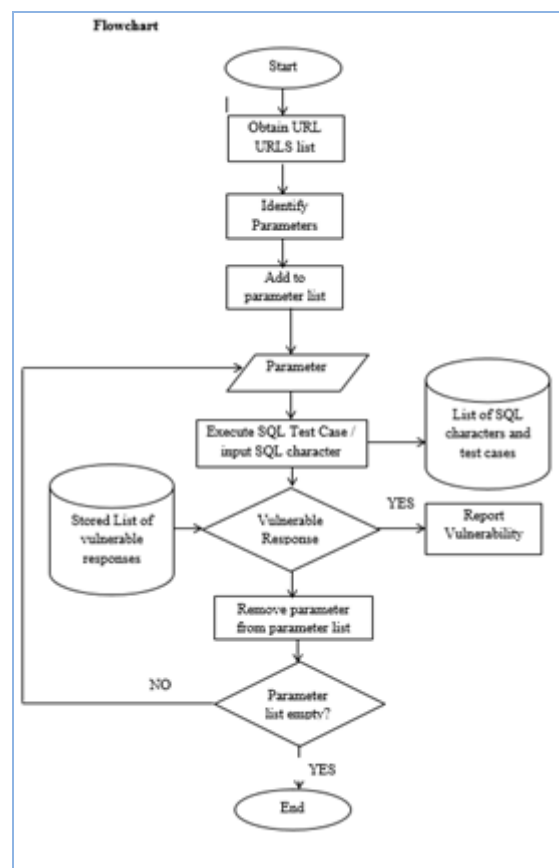 Flowchart
Start
Obtain URL
URLS list
Identify
Parameters
Add to
parameter list
Parameter
Execute SQL Test Case /
input SQL character
List of SQL
characters and
test cases
Stored List of
vulnerable
responses
Vulnerable
Response
YES
Report
Vulnerability
Remove parameter
from parameter list
NO
Parameter
list empty?
YES
End